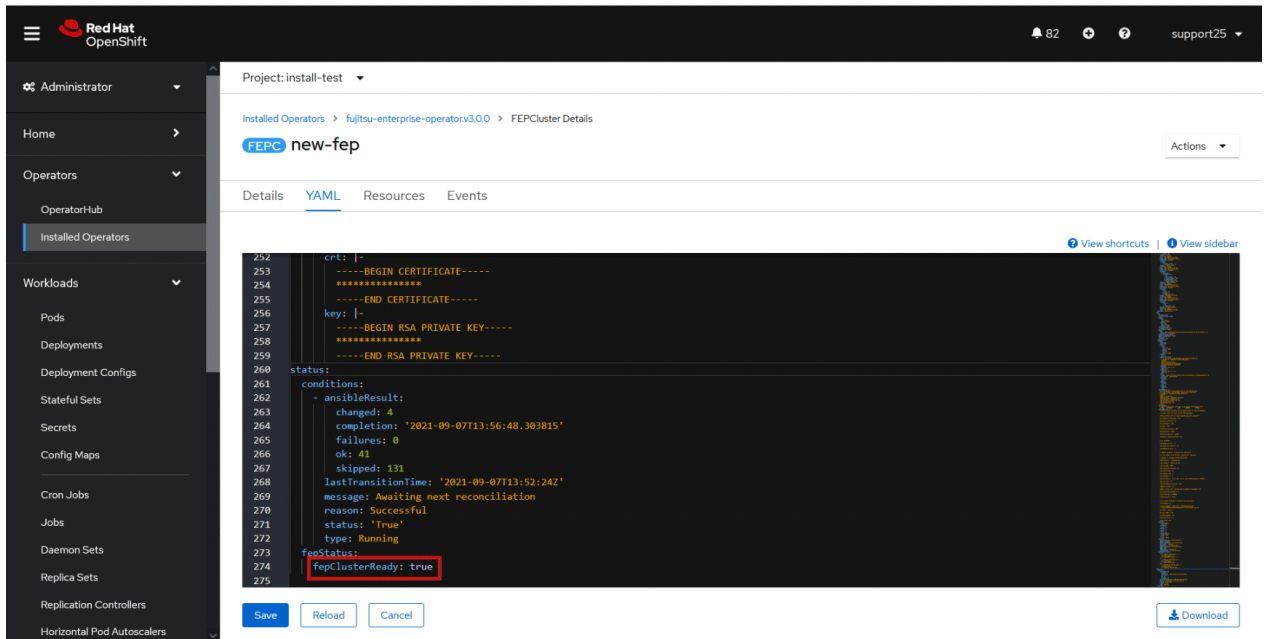 Red Hat
OpenShift
82
support25
Administrator
Home
Operators
OperatorHub
Installed Operators
Workloads
Pods
Deployments
Deployment Configs
Stateful Sets
Secrets
Config Maps
Cron Jobs
Jobs
Daemon Sets
Replica Sets
Replication Controllers
Horizontal Pod Autoscalers
Project: install-test
Installed Operators > fujitsu-enterprise-operator.v3.0.0 > FEPCluster Details
FEPC new-fep
Actions
Details YAML Resources Events
View shortcuts | View sidebar
252 crt: |-
253 -----BEGIN CERTIFICATE-----
254 ***************
255 -----END CERTIFICATE-----
256 key: |-
257 -----BEGIN RSA PRIVATE KEY-----
258 ***************
259 -----END RSA PRIVATE KEY-----
260 status:
261 conditions:
262 - ansibleResult:
263 changed: 4
264 completion: '2021-09-07T13:56:48.303815'
265 failures: 0
266 ok: 41
267 skipped: 131
268 lastTransitionTime: '2021-09-07T13:52:24Z'
269 message: Awaiting next reconciliation
270 reason: Successful
271 status: 'True'
272 type: Running
273 fepStatus:
274 fepClusterReady: true
275
Save Reload Cancel Download